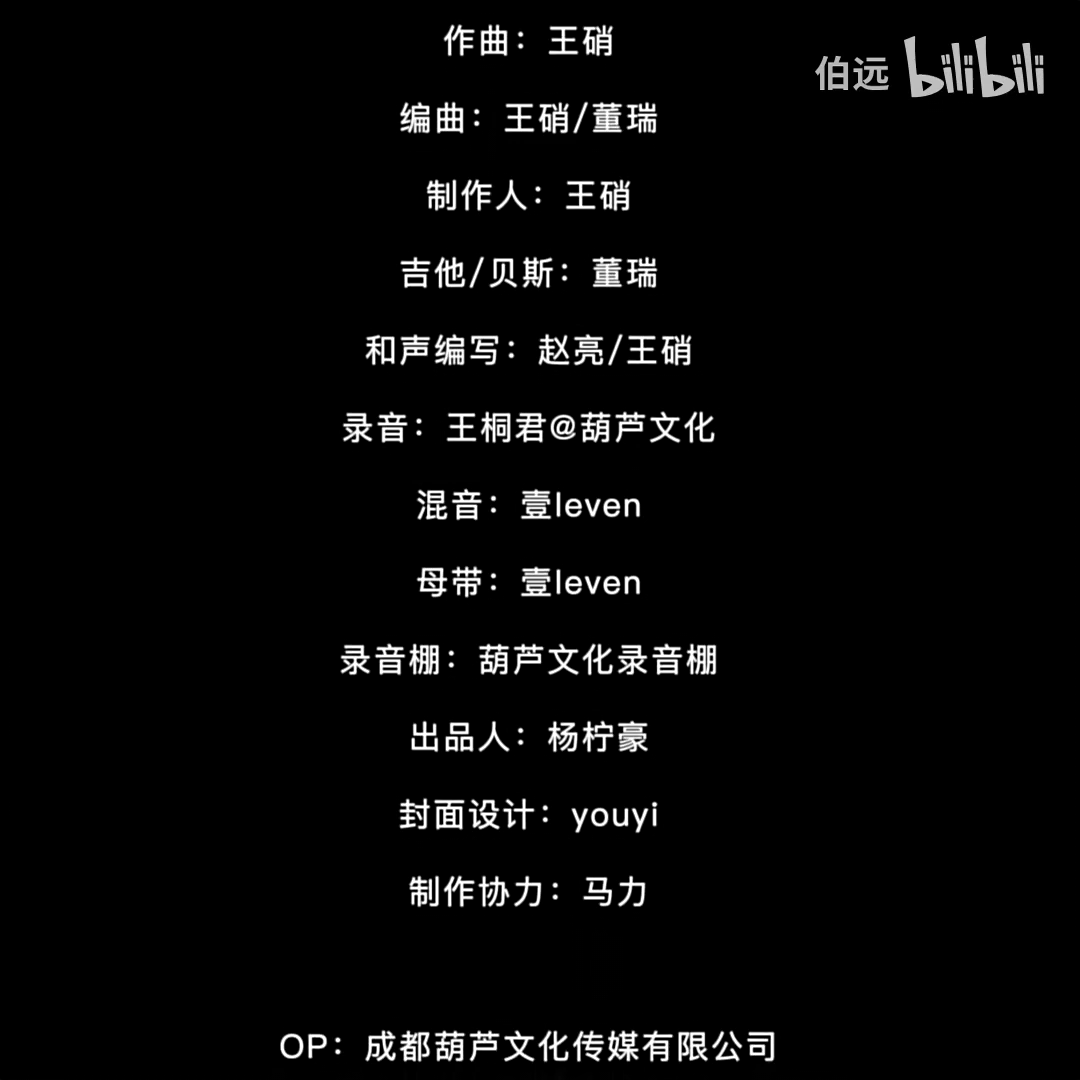 作曲：王硝
伯远 bilibili
编曲：王硝/董瑞
制作人：王硝
吉他/贝斯：董瑞
和声编写：赵亮/王硝
录音：王桐君@葫芦文化
混音：壹leven
母带：壹leven
录音棚：葫芦文化录音棚
出品人：杨柠豪
封面设计：youyi
制作协力：马力
OP：成都葫芦文化传媒有限公司